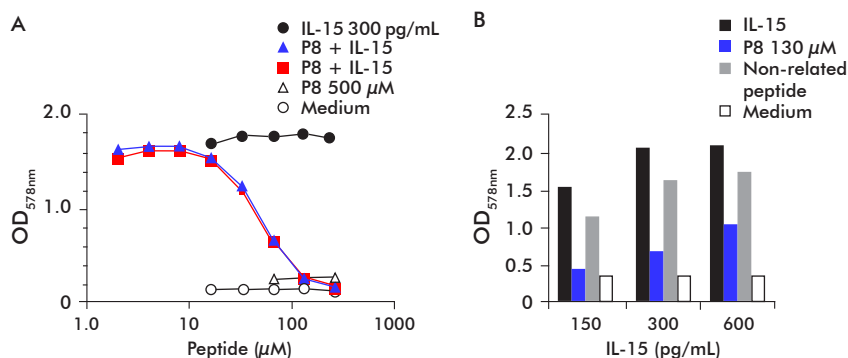 A
IL-15 300 pg/mL
P8 + IL-15
P8 + IL-15
P8 500 μM
Medium
2.0
1.0
0
OD578nm
1.0 10 100 1000
Peptide (μM)
B
IL-15
P8 130 μM
Non-related
peptide
Medium
2.5
2.0
1.5
1.0
0.5
0.0
OD578nm
150 300 600
IL-15 (pg/mL)